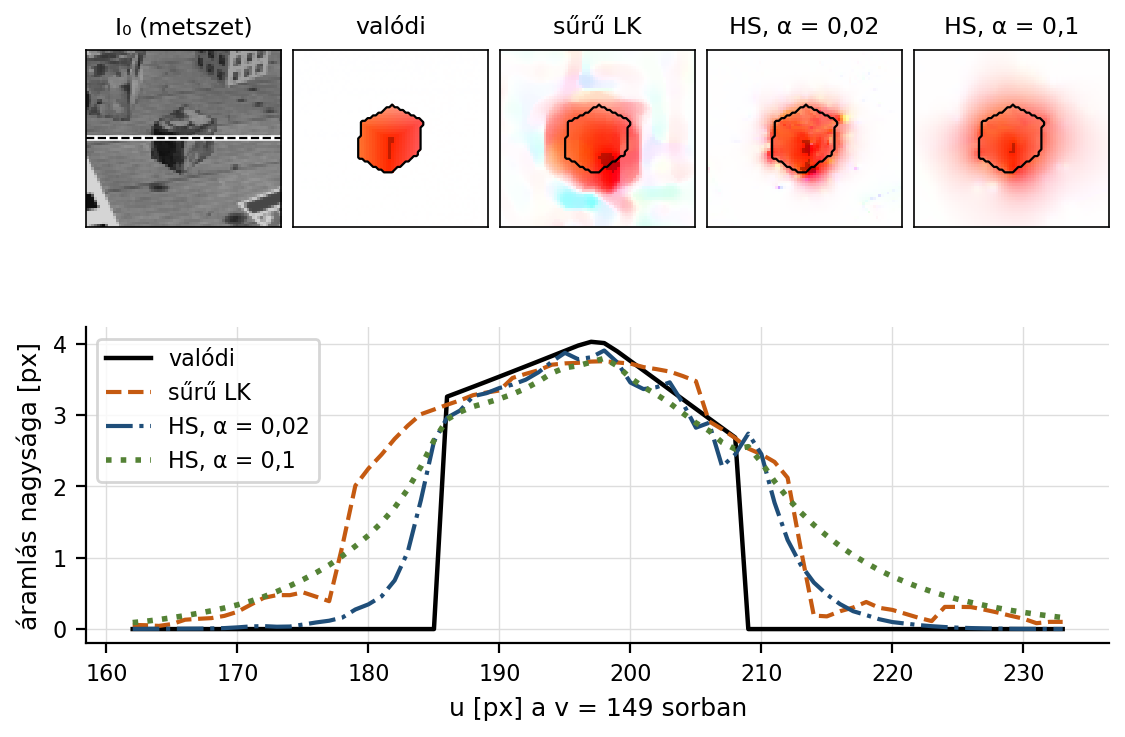 I₀ (metszet)
valódi
sűrű LK
HS, α = 0,02
HS, α = 0,1
áramlás nagysága [px]
4
3
2
1
0
valódi
sűrű LK
HS, α = 0,02
HS, α = 0,1
160 170 180 190 200 210 220 230
u [px] a v = 149 sorban